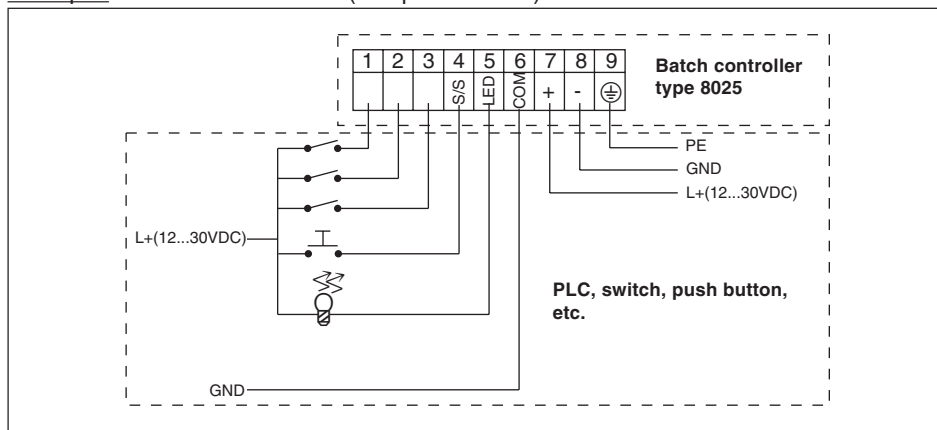 1 2 3 4 5 6 7 8 9
S/S LED COM + -
Batch controller
type 8025
PE
GND
L+(12...30VDC)
L+(12...30VDC)
PLC, switch, push button,
etc.
GND